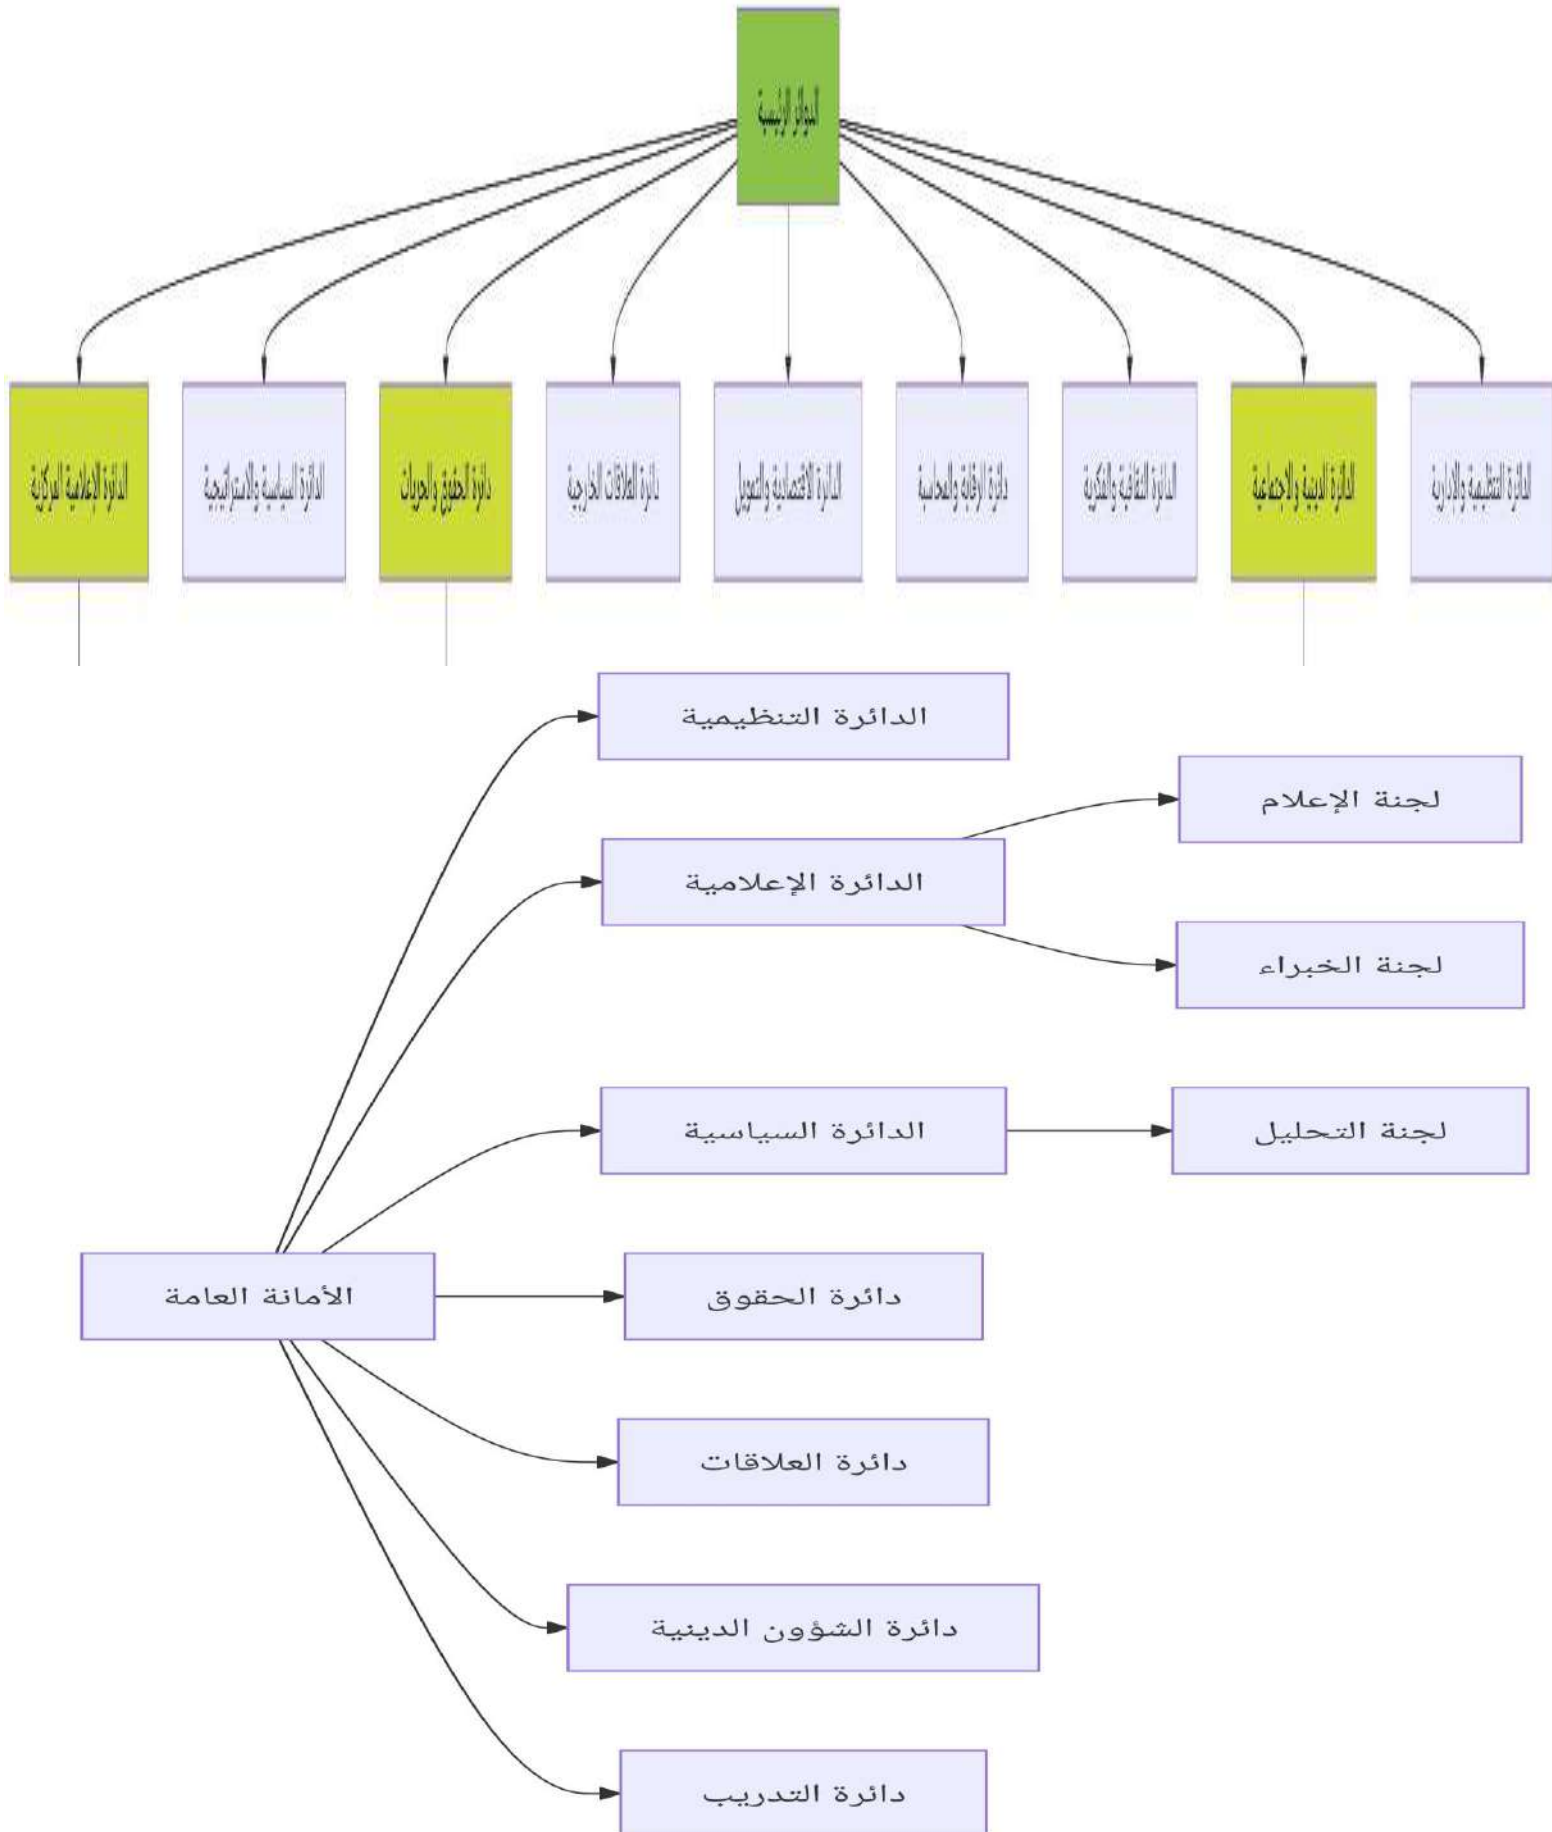 الدوائر الرئيسية
الدائرة الإعلامية المركزية
الدائرة السياسية والاستراتيجية
دائرة الحقوق والحريات
دائرة العلاقات الخارجية
الدائرة الاقتصادية والتمويل
دائرة الرقابة والمحاسبة
الدائرة الثقافية والفكرية
الدائرة الدينية والاجتماعية
الدائرة التنظيمية والإدارية
الدائرة التنظيمية
لجنة الإعلام
الدائرة الإعلامية
لجنة الخبراء
الدائرة السياسية
لجنة التحليل
الأمانة العامة
دائرة الحقوق
دائرة العلاقات
دائرة الشؤون الدينية
دائرة التدريب